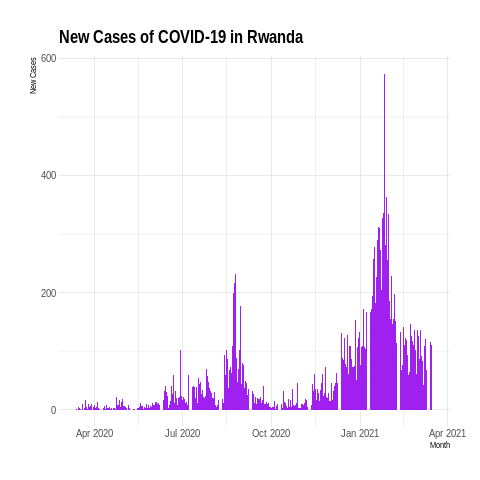 New Cases of COVID-19 in Rwanda
New Cases
600
400
200
0
Apr 2020
Jul 2020
Oct 2020
Jan 2021
Apr 2021
Month